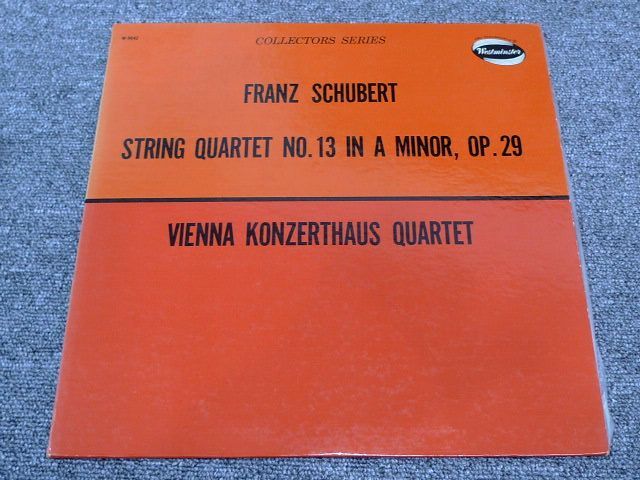 COLLECTORS SERIES
Westminster
FRANZ SCHUBERT
STRING QUARTET NO.13 IN A MINOR, OP.29
VIENNA KONZERTHAUS QUARTET